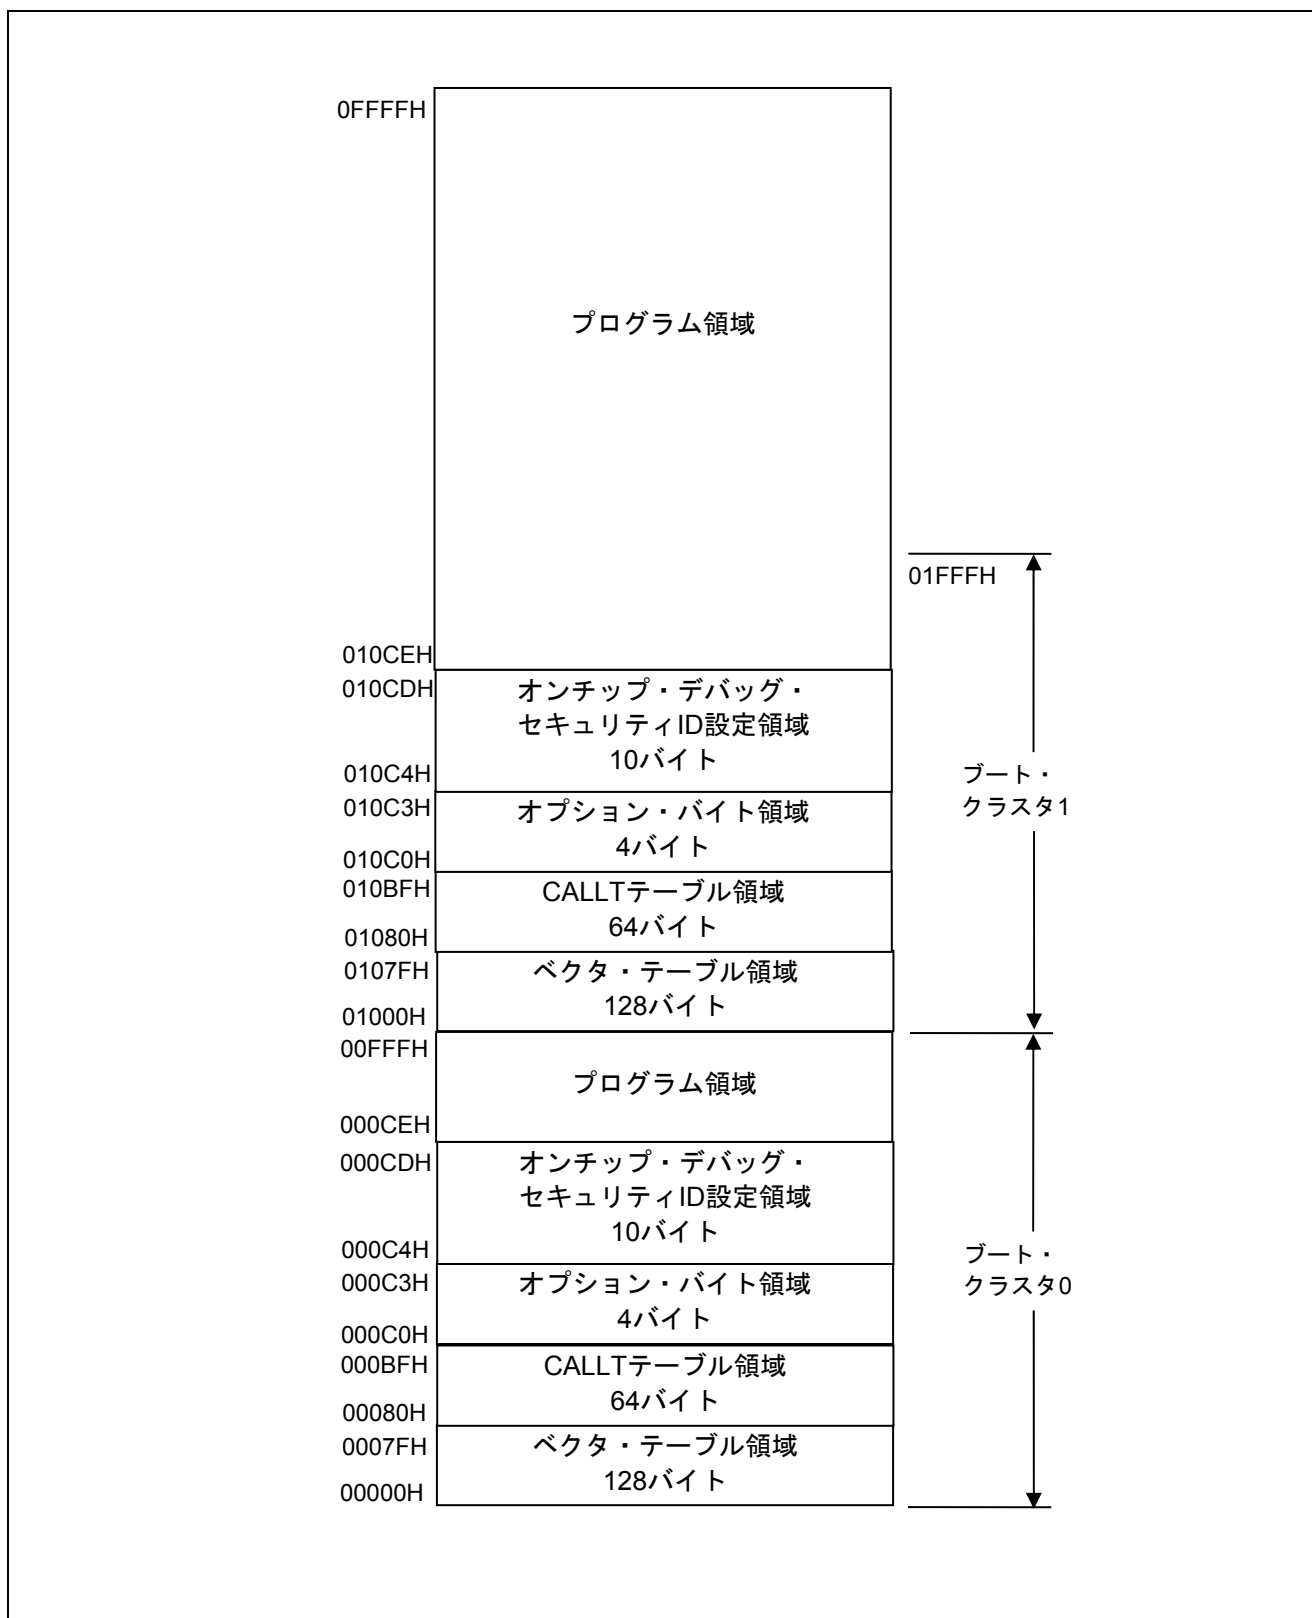 0FFFFH
プログラム領域
01FFFH
010CEH
010CDH
オンチップ・デバッグ・
セキュリティID設定領域
10バイト
010C4H
ブート・
クラスタ1
010C3H
オプション・バイト領域
4バイト
010C0H
010BFH
CALLTテーブル領域
64バイト
01080H
0107FH
ベクタ・テーブル領域
128バイト
01000H
00FFFH
プログラム領域
000CEH
000CDH
オンチップ・デバッグ・
セキュリティID設定領域
10バイト
000C4H
ブート・
クラスタ0
000C3H
オプション・バイト領域
4バイト
000C0H
000BFH
CALLTテーブル領域
64バイト
00080H
0007FH
ベクタ・テーブル領域
128バイト
00000H